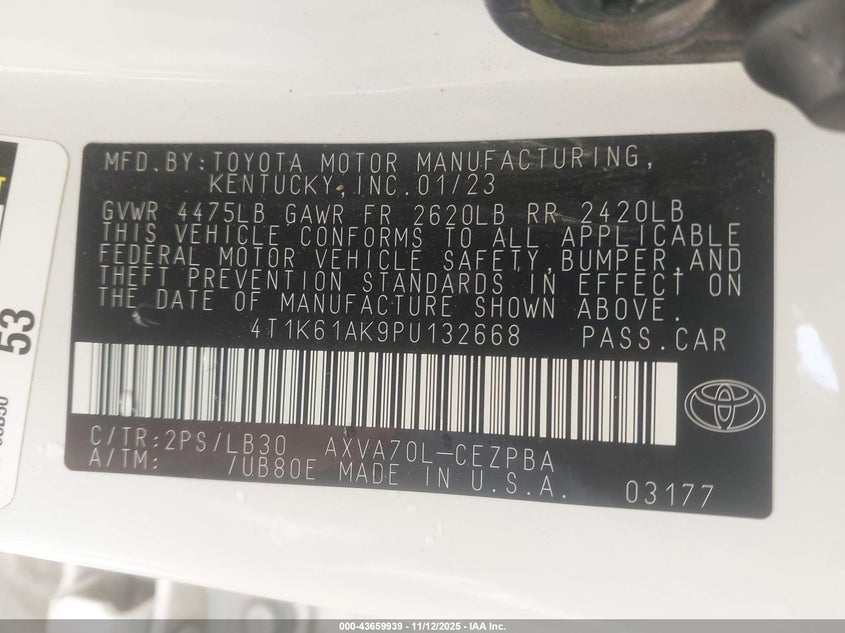 MFD.BY:TOYOTA MOTOR MANUFACTURING,
KENTUCKY,INC.01/23
GVWR 4475LB GAWR FR 2620LB RR 2420LB
THIS VEHICLE CONFORMS TO ALL APPLICABLE
FEDERAL MOTOR VEHICLE SAFETY,BUMPER,AND
THEFT PREVENTION STANDARDS IN EFFECT ON
THE DATE OF MANUFACTURE SHOWN ABOVE.
4T1K61AK9PU132668 PASS.CAR
C/TR:2PS/LB30 AXVA70L-CEZPBA
A/TM: /UB80E MADE IN U.S.A. 03177
53
000-43659939 - 11/12/2025 - IAA Inc.